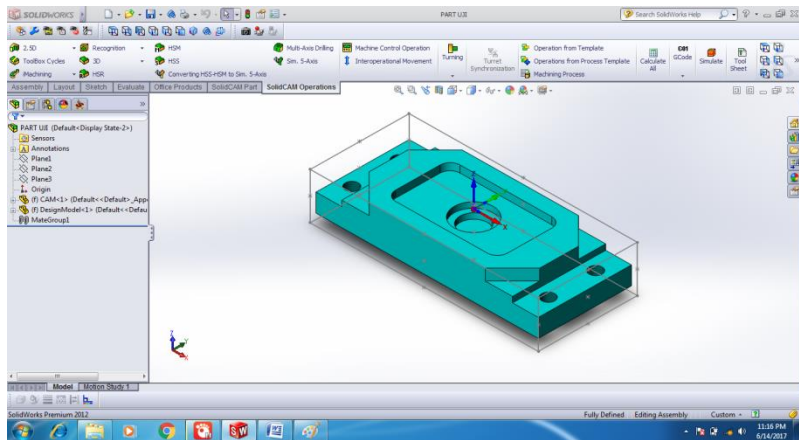 SOLIDWORKS
PART UJI
Search SolidWorks Help
2.5D
Recognition
HSM
Multi-Axis Drilling
Machine Control Operation
Turning
Turret Synchronization
Operation from Template
Calculate All
GCode
Simulate
Tool Sheet
ToolBox Cycles
3D
HSS
Sim. 5-Axis
Interoperational Movement
Operations from Process Template
iMachining
HSR
Converting HSS-HSM to Sim. 5-Axis
Machining Process
Assembly
Layout
Sketch
Evaluate
Office Products
SolidCAM Part
SolidCAM Operations
PART UJI (Default<Display State-2>)
Sensors
Annotations
Plane1
Plane2
Plane3
Origin
(f) CAM<1> (Default<<Default>_App
(f) DesignModel<1> (Default<<Defau
MateGroup1
X
Z
Y
X
Model
Motion Study 1
SolidWorks Premium 2012
Fully Defined
Editing Assembly
Custom
11:16 PM
6/14/2017